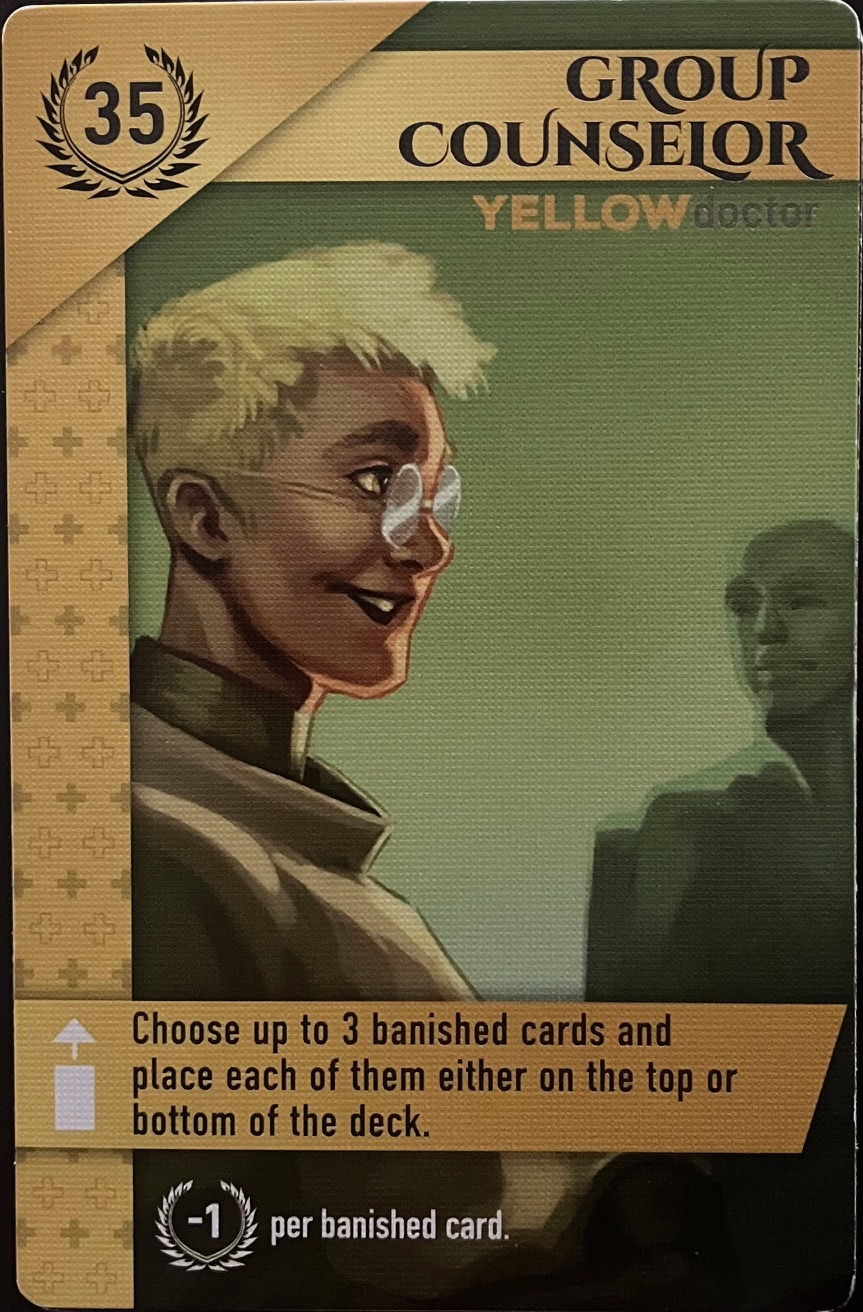 35
GROUP
COUNSELOR
YELLOWdoctor
Choose up to 3 banished cards and
place each of them either on the top or
bottom of the deck.
-1 per banished card.